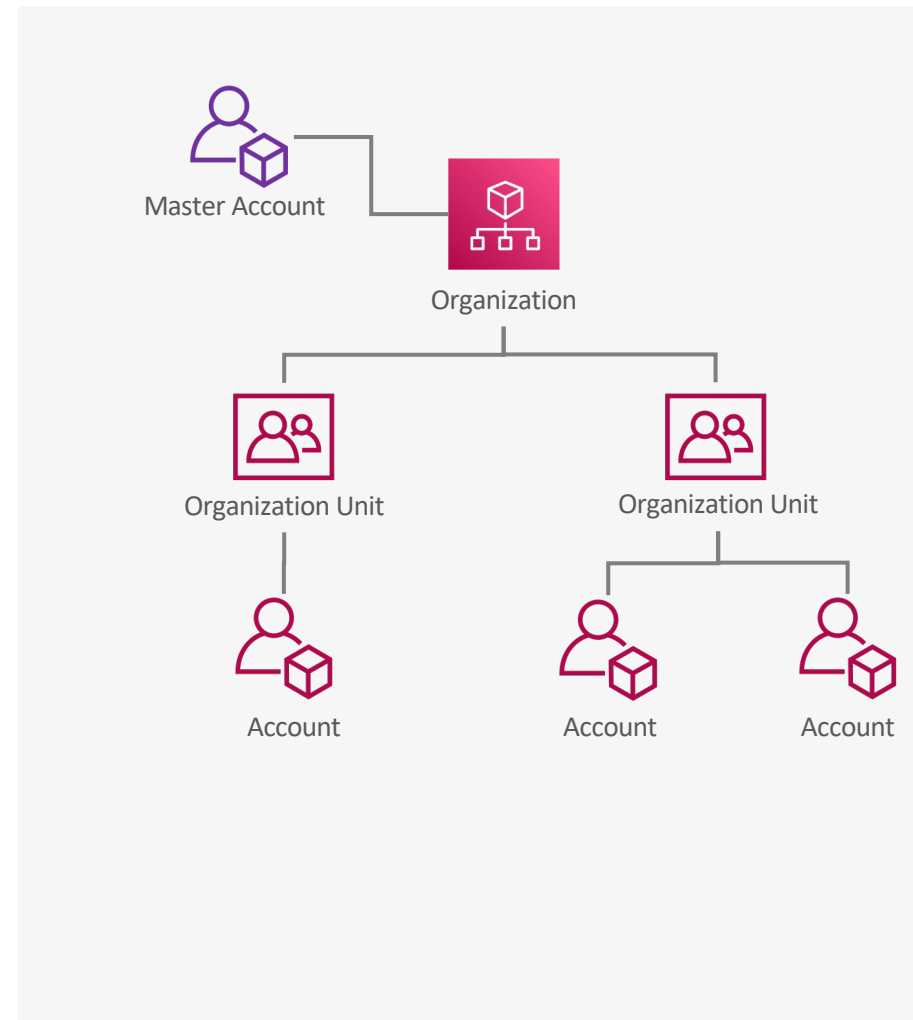 Master Account
Organization
Organization Unit
Organization Unit
Account
Account
Account